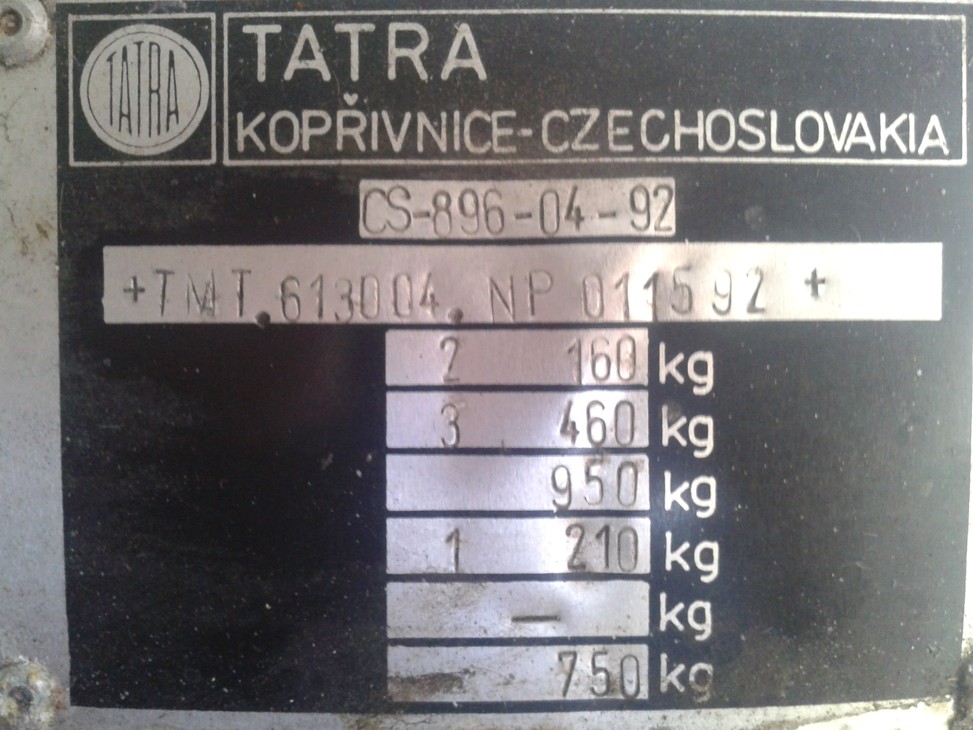 TATRA
TATRA
KOPŘIVNICE-CZECHOSLOVAKIA
CS-896-04-92
+TMT.613004.NP 011592 +
2 160 kg
3 460 kg
950 kg
1 210 kg
— kg
750 kg